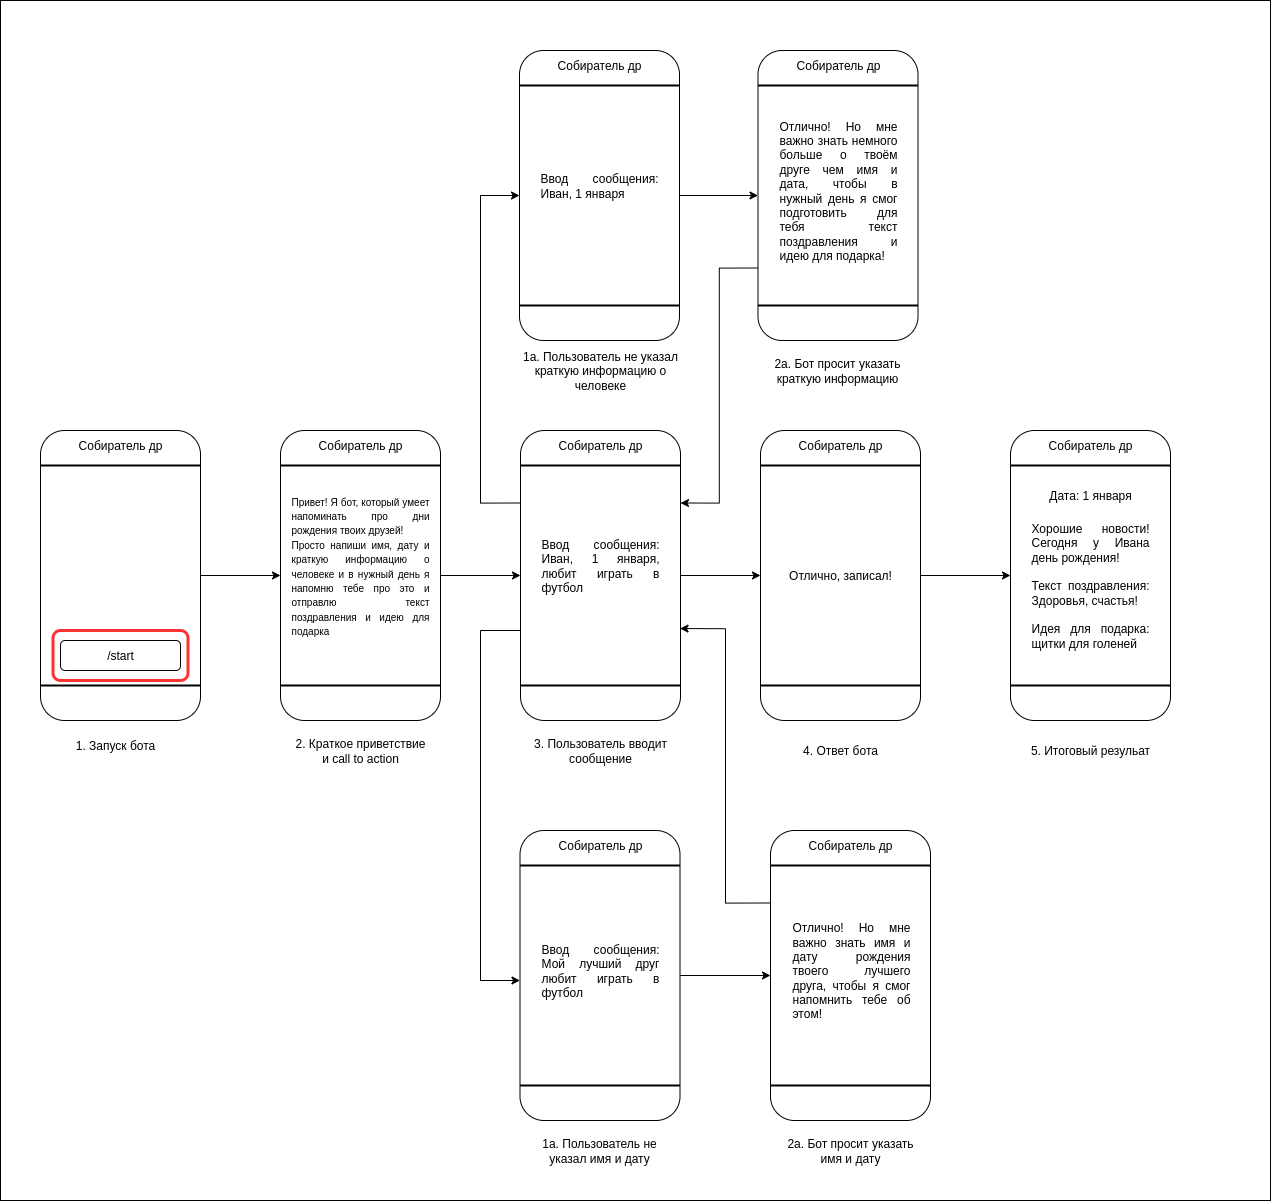 Собиратель др
Ввод сообщения:
Иван, 1 января
1а. Пользователь не указал
краткую информацию о
человеке
Собиратель др
Отлично! Но мне
важно знать немного
больше о твоём
друге чем имя и
дата, чтобы в
нужный день я смог
подготовить для
тебя текст
поздравления и
идею для подарка!
2а. Бот просит указать
краткую информацию
Собиратель др
/start
1. Запуск бота
Собиратель др
Привет! Я бот, который умеет
напоминать про дни
рождения твоих друзей!
Просто напиши имя, дату и
краткую информацию о
человеке и в нужный день я
напомню тебе про это и
отправлю текст
поздравления и идею для
подарка
2. Краткое приветствие
и call to action
Собиратель др
Ввод сообщения:
Иван, 1 января,
любит играть в
футбол
3. Пользователь вводит
сообщение
Собиратель др
Отлично, записал!
4. Ответ бота
Собиратель др
Дата: 1 января
Хорошие новости!
Сегодня у Ивана
день рождения!
Текст поздравления:
Здоровья, счастья!
Идея для подарка:
щитки для голеней
5. Итоговый резульат
Собиратель др
Ввод сообщения:
Мой лучший друг
любит играть в
футбол
1а. Пользователь не
указал имя и дату
Собиратель др
Отлично! Но мне
важно знать имя и
дату рождения
твоего лучшего
друга, чтобы я смог
напомнить тебе об
этом!
2а. Бот просит указать
имя и дату